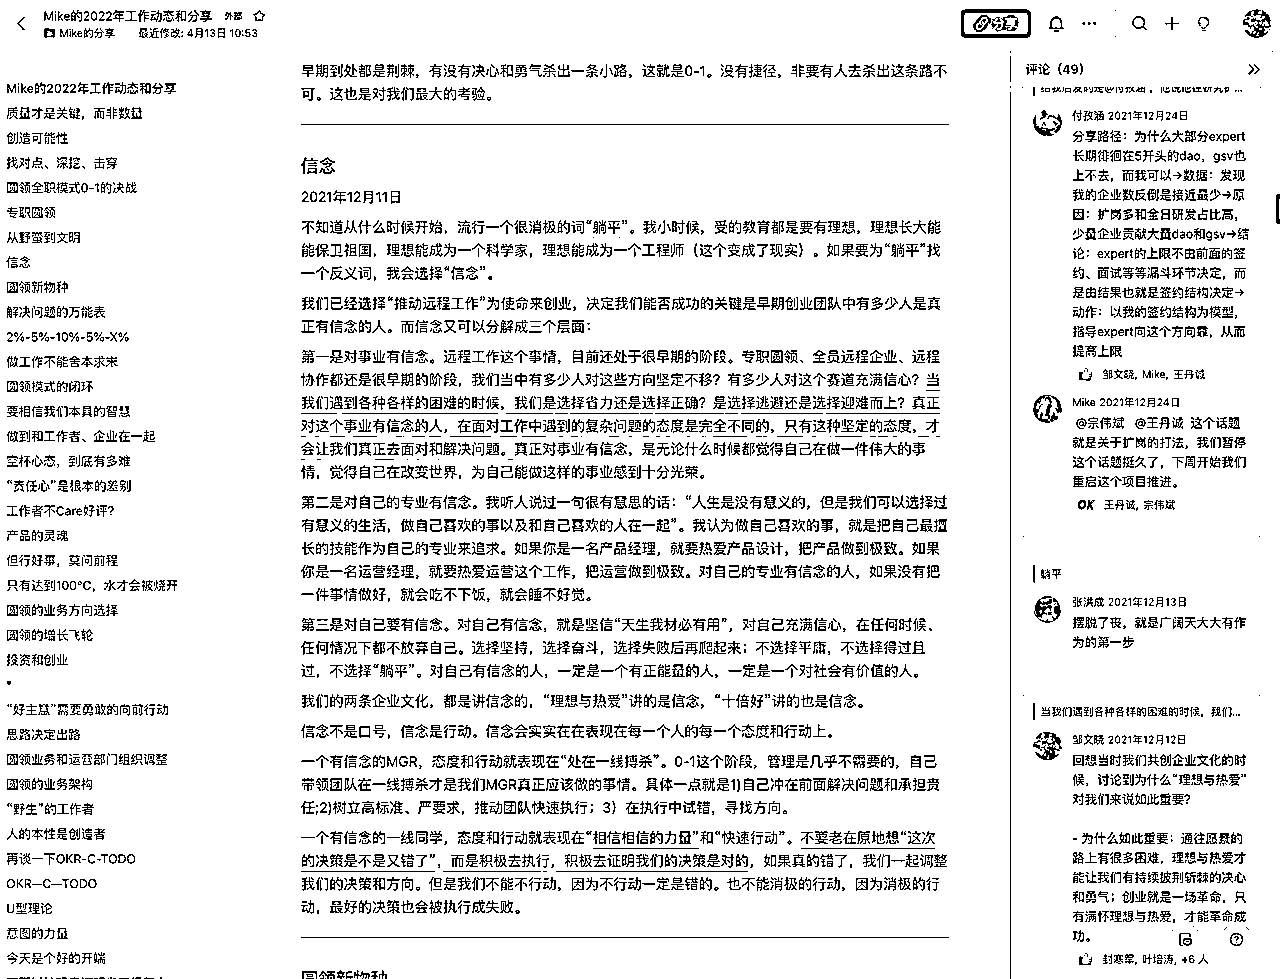 Mike的2022年工作动态和分享 外部
Mike的分享 最近修改: 4月13日 10:53
Mike的2022年工作动态和分享
质量才是关键，而非数量
创造可能性
找对点、深挖、击穿
圆领全职模式0-1的决战
专职圆领
从野蛮到文明
信念
圆领新物种
解决问题的万能表
2%-5%-10%-5%-X%
做工作不能舍本求末
圆领模式的闭环
要相信我们本具的智慧
做到和工作者、企业在一起
空杯心态，到底有多难
“责任心”是根本的差别
工作者不Care好评?
产品的灵魂
但行好事，莫问前程
只有达到100°C，水才会被烧开
圆领的业务方向选择
圆领的增长飞轮
投资和创业
•
“好主意”需要勇敢的向前行动
思路决定出路
圆领业务和运营部门组织调整
圆领的业务架构
“野生”的工作者
人的本性是创造者
再谈一下OKR-C-TODO
OKR—C—TODO
U型理论
意图的力量
今天是个好的开端
早期到处都是荆棘，有没有决心和勇气杀出一条小路，这就是0-1。没有捷径，非要有人去杀出这条路不
可。这也是对我们最大的考验。
信念
2021年12月11日
不知道从什么时候开始，流行一个很消极的词“躺平”。我小时候，受的教育都是要有理想，理想长大能
能保卫祖国，理想能成为一个科学家，理想能成为一个工程师（这个变成了现实）。如果要为“躺平”找
一个反义词，我会选择“信念”。
我们已经选择“推动远程工作”为使命来创业，决定我们能否成功的关键是早期创业团队中有多少人是真
正有信念的人。而信念又可以分解成三个层面：
第一是对事业有信念。远程工作这个事情，目前还处于很早期的阶段。专职圆领、全员远程企业、远程
协作都还是很早期的阶段，我们当中有多少人对这些方向坚定不移？有多少人对这个赛道充满信心？当
我们遇到各种各样的困难的时候，我们是选择省力还是选择正确？是选择逃避还是选择迎难而上？真正
对这个事业有信念的人，在面对工作中遇到的复杂问题的态度是完全不同的，只有这种坚定的态度，才
会让我们真正去面对和解决问题。真正对事业有信念，是无论什么时候都觉得自己在做一件伟大的事
情，觉得自己在改变世界，为自己能做这样的事业感到十分光荣。
第二是对自己的专业有信念。我听人说过一句很有意思的话：“人生是没有意义的，但是我们可以选择过
有意义的生活，做自己喜欢的事以及和自己喜欢的人在一起”。我认为做自己喜欢的事，就是把自己最擅
长的技能作为自己的专业来追求。如果你是一名产品经理，就要热爱产品设计，把产品做到极致。如果
你是一名运营经理，就要热爱运营这个工作，把运营做到极致。对自己的专业有信念的人，如果没有把
一件事情做好，就会吃不下饭，就会睡不好觉。
第三是对自己要有信念。对自己有信念，就是坚信“天生我材必有用”，对自己充满信心，在任何时候、
任何情况下都不放弃自己。选择坚持，选择奋斗，选择失败后再爬起来；不选择平庸，不选择得过且
过，不选择“躺平”。对自己有信念的人，一定是一个有正能量的人，一定是一个对社会有价值的人。
我们的两条企业文化，都是讲信念的，“理想与热爱”讲的是信念，“十倍好”讲的也是信念。
信念不是口号，信念是行动。信念会实实在在表现在每一个人的每一个态度和行动上。
一个有信念的MGR，态度和行动就表现在“处在一线搏杀”。0-1这个阶段，管理是几乎不需要的，自己
带领团队在一线搏杀才是我们MGR真正应该做的事情。具体一点就是1)自己冲在前面解决问题和承担责
任;2)树立高标准、严要求，推动团队快速执行；3）在执行中试错，寻找方向。
一个有信念的一线同学，态度和行动就表现在“相信相信的力量”和“快速行动”。不要老在原地想“这次
的决策是不是又错了”，而是积极去执行，积极去证明我们的决策是对的，如果真的错了，我们一起调整
我们的决策和方向。但是我们不能不行动，因为不行动一定是错的。也不能消极的行动，因为消极的行
动，最好的决策也会被执行成失败。
圆领新物种
评论（49）
付孜涵 2021年12月24日
分享路径：为什么大部分expert
长期徘徊在5开头的dao，gsv也
上不去，而我可以→数据：发现
我的企业数反倒是接近最少→原
因：扩岗多和全日研发占比高，
少量企业贡献大量dao和gsv→结
论：expert的上限不由前面的签
约、面试等等漏斗环节决定，而
是由结果也就是签约结构决定→
动作：以我的签约结构为模型，
指导expert向这个方向靠，从而
提高上限
邹文晓, Mike, 王丹诚
Mike 2021年12月24日
@宗伟斌 @王丹诚 这个话题
就是关于扩岗的打法，我们暂停
这个话题挺久了，下周开始我们
重启这个项目推进。
OK 王丹诚, 宗伟斌
躺平
张洪成 2021年12月13日
摆脱了丧，就是广阔天大大有作
为的第一步
当我们遇到各种各样的困难的时候，我们...
邹文晓 2021年12月12日
回想当时我们共创企业文化的时
候，讨论到为什么“理想与热爱”
对我们来说如此重要？
- 为什么如此重要：通往愿景的
路上有很多困难，理想与热爱才
能让我们有持续披荆斩棘的决心
和勇气；创业就是一场革命，只
有满怀理想与热爱，才能革命成
功。
封寒犖, 叶培涛, +6 人